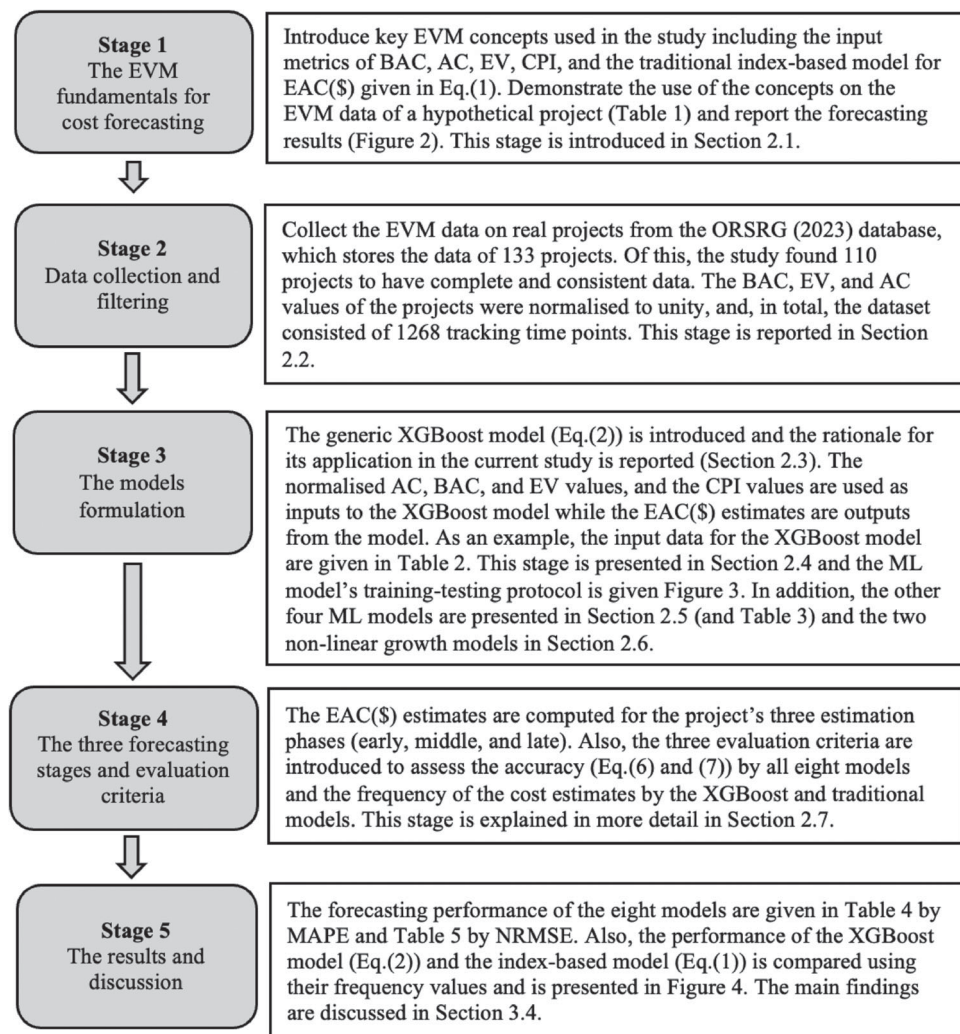 Stage 1
The EVM
fundamentals for
cost forecasting
Introduce key EVM concepts used in the study including the input
metrics of BAC, AC, EV, CPI, and the traditional index-based model for
EAC($) given in Eq.(1). Demonstrate the use of the concepts on the
EVM data of a hypothetical project (Table 1) and report the forecasting
results (Figure 2). This stage is introduced in Section 2.1.
Stage 2
Data collection and
filtering
Collect the EVM data on real projects from the ORSRG (2023) database,
which stores the data of 133 projects. Of this, the study found 110
projects to have complete and consistent data. The BAC, EV, and AC
values of the projects were normalised to unity, and, in total, the dataset
consisted of 1268 tracking time points. This stage is reported in Section
2.2.
Stage 3
The models
formulation
The generic XGBoost model (Eq.(2)) is introduced and the rationale for
its application in the current study is reported (Section 2.3). The
normalised AC, BAC, and EV values, and the CPI values are used as
inputs to the XGBoost model while the EAC($) estimates are outputs
from the model. As an example, the input data for the XGBoost model
are given in Table 2. This stage is presented in Section 2.4 and the ML
model's training-testing protocol is given Figure 3. In addition, the other
four ML models are presented in Section 2.5 (and Table 3) and the two
non-linear growth models in Section 2.6.
Stage 4
The three forecasting
stages and evaluation
criteria
The EAC($) estimates are computed for the project's three estimation
phases (early, middle, and late). Also, the three evaluation criteria are
introduced to assess the accuracy (Eq.(6) and (7)) by all eight models
and the frequency of the cost estimates by the XGBoost and traditional
models. This stage is explained in more detail in Section 2.7.
Stage 5
The results and
discussion
The forecasting performance of the eight models are given in Table 4 by
MAPE and Table 5 by NRMSE. Also, the performance of the XGBoost
model (Eq.(2)) and the index-based model (Eq.(1)) is compared using
their frequency values and is presented in Figure 4. The main findings
are discussed in Section 3.4.